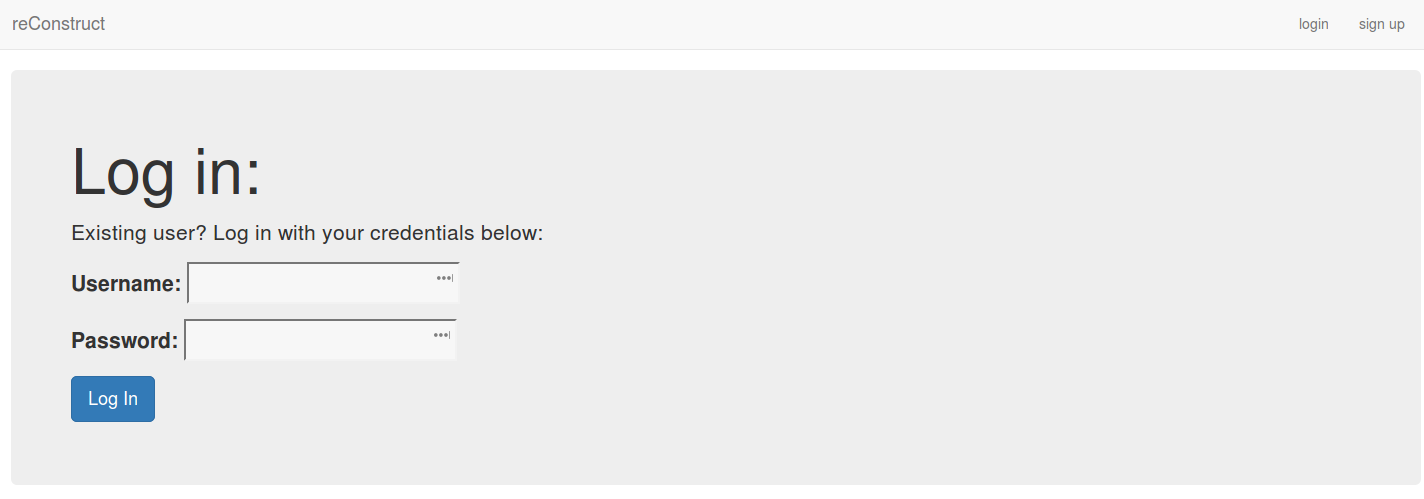 reConstruct login sign up
Log in:
Existing user? Log in with your credentials below:
Username:
Password:
Log In